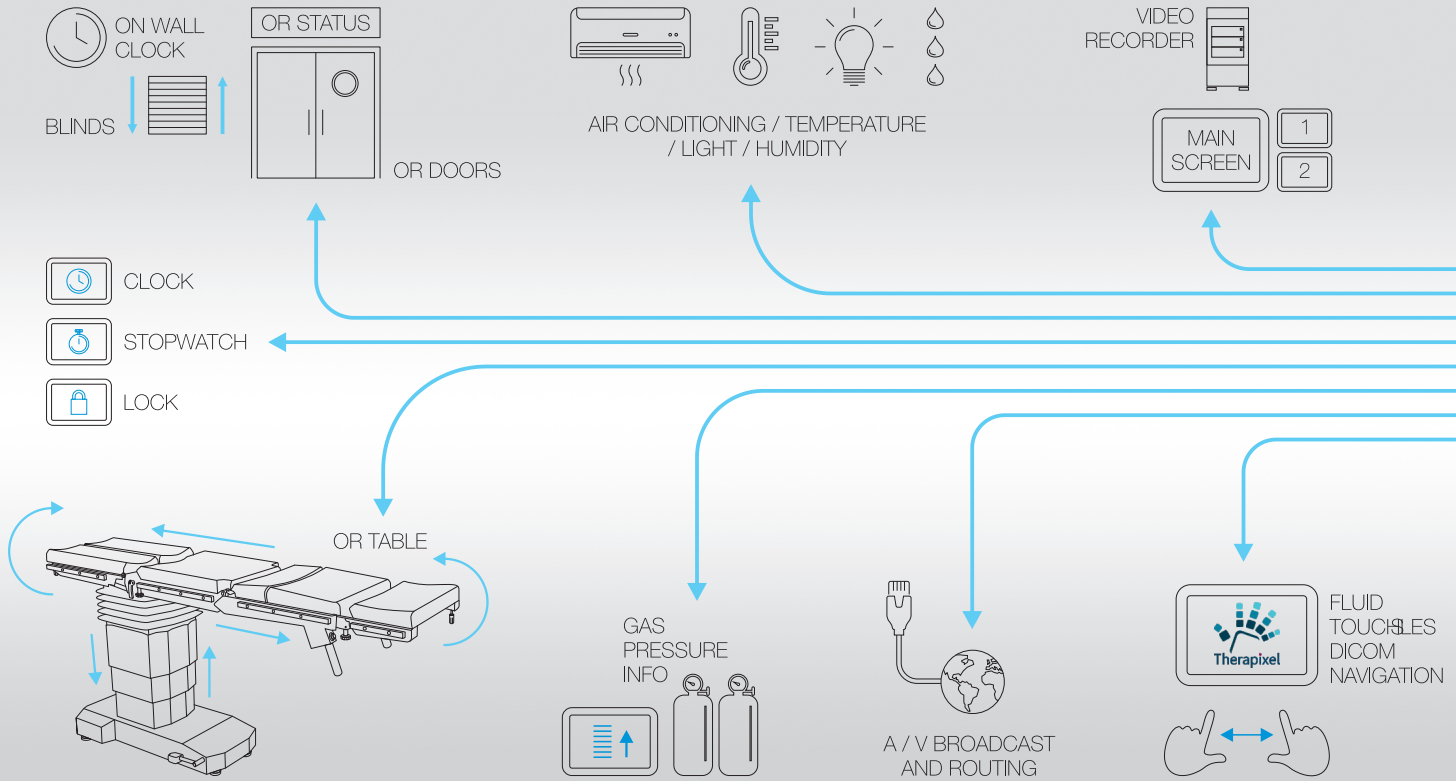 ON WALL
CLOCK
OR STATUS
BLINDS
OR DOORS
AIR CONDITIONING / TEMPERATURE
/ LIGHT / HUMIDITY
VIDEO
RECORDER
MAIN
SCREEN
1
2
CLOCK
STOPWATCH
LOCK
OR TABLE
GAS
PRESSURE
INFO
A / V BROADCAST
AND ROUTING
Therapixel
FLUID
DICOM
NAVIGATION